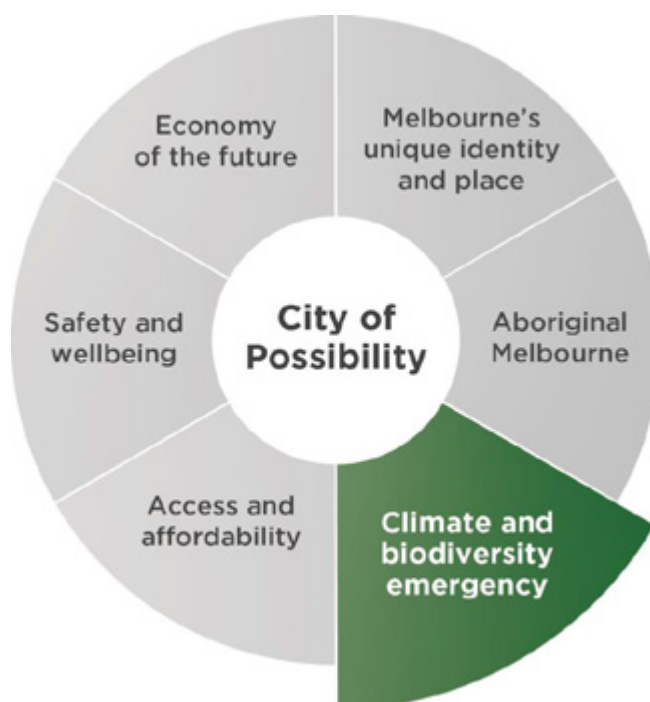 Economy
of the future
Melbourne's
unique identity
and place
Safety and
wellbeing
City of
Possibility
Aboriginal
Melbourne
Access and
affordability
Climate and
biodiversity
emergency